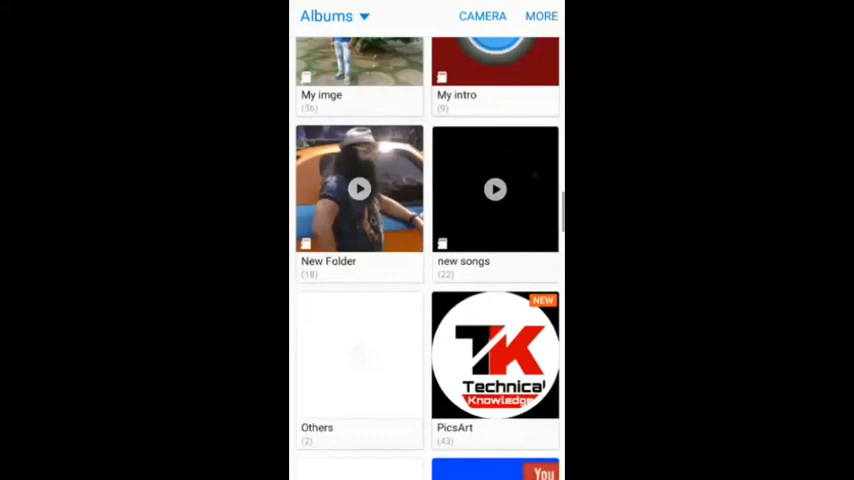 Albums
CAMERA
MORE
My imge
(36)
My intro
(9)
New Folder
(18)
new songs
(22)
NEW
TK
Technical
Knowledge
Others
(2)
PicsArt
(43)
You